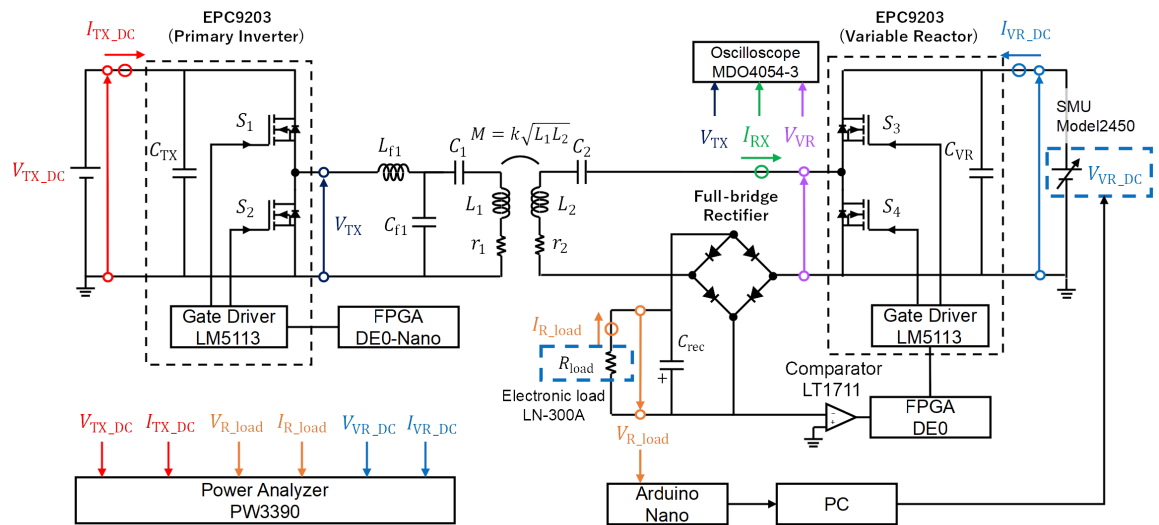 EPC9203
(Primary Inverter)
I_TX_DC
V_TX_DC
C_TX
S_1
S_2
V_TX
L_f1
C_f1
C_1
M = k√L_1L_2
C_2
L_1
L_2
r_1
r_2
Gate Driver
LM5113
FPGA
DE0-Nano
Oscilloscope
MDO4054-3
V_TX
I_RX
V_VR
Full-bridge
Rectifier
EPC9203
(Variable Reactor)
I_VR_DC
S_3
S_4
C_VR
SMU
Model2450
V_VR_DC
Gate Driver
LM5113
I_R_load
R_load
C_rec
+
Electronic load
LN-300A
V_R_load
Comparator
LT1711
−
+
FPGA
DE0
Arduino
Nano
PC
V_TX_DC
I_TX_DC
V_R_load
I_R_load
V_VR_DC
I_VR_DC
Power Analyzer
PW3390